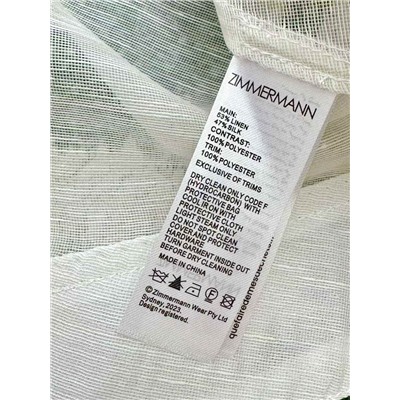 ZIMMERMANN
MAIN:
53% LINEN
47% SILK
CONTRAST:
100% POLYESTER
TRIM:
100% POLYESTER
EXCLUSIVE OF TRIMS
DRY CLEAN ONLY CODE F
(HYDROCARBON) WITH
PROTECTIVE BAG
COOL IRON WITH
PROTECTIVE CLOTH
LIGHT STEAM ONLY
DO NOT SPOT CLEAN
COVER AND PROTECT
HARDWARE
TURN GARMENT INSIDE OUT
BEFORE DRY CLEANING
MADE IN CHINA
© Zimmermann Wear Pty Ltd
Sydney, 2023.
Design registered.